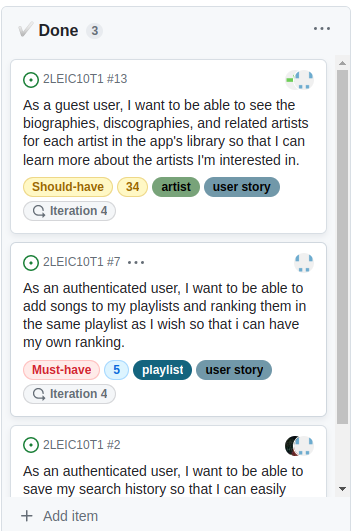 Done 3
2LEIC10T1 #13
As a guest user, I want to be able to see the
biographies, discographies, and related artists
for each artist in the app's library so that I can
learn more about the artists I'm interested in.
Should-have 34 artist user story
Iteration 4
2LEIC10T1 #7
As an authenticated user, I want to be able to
add songs to my playlists and ranking them in
the same playlist as I wish so that i can have
my own ranking.
Must-have 5 playlist user story
Iteration 4
2LEIC10T1 #2
As an authenticated user, I want to be able to
save my search history so that I can easily
Add item